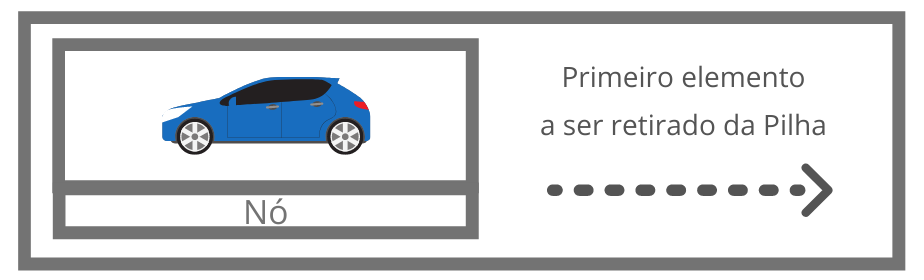 Primeiro elemento
a ser retirado da Pilha
Nó